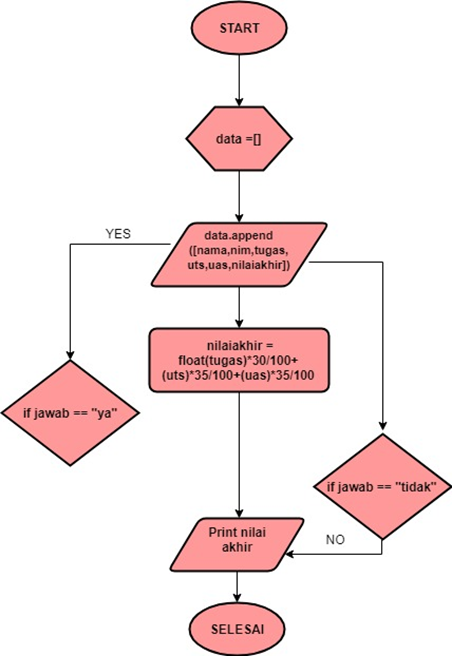 START
data =[]
YES
data.append
([nama,nim,tugas,
uts,uas,nilaiakhir])
nilaiakhir =
float(tugas)*30/100+
(uts)*35/100+(uas)*35/100
if jawab == "ya"
if jawab == "tidak"
Print nilai
akhir
NO
SELESAI